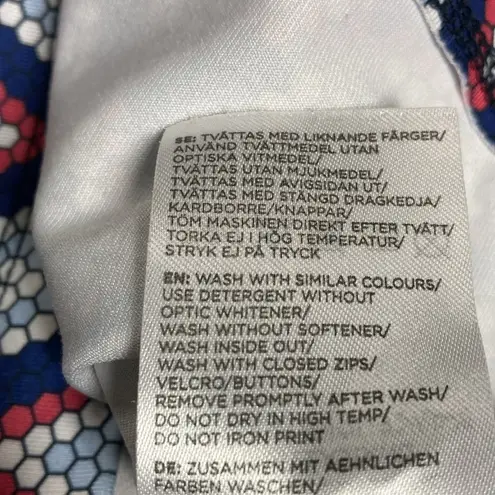 SE: TVÄTTAS MED LIKNANDE FÄRGER/
ANVÄND TVÄTTMEDEL UTAN
OPTISKA VITMEDEL/
TVÄTTAS UTAN MJUKMEDEL/
TVÄTTAS MED AVIGSIDAN UT/
TVÄTTAS MED STÄNGD DRAGKEDJA/
KARDBORRE/KNAPPAR/
TÖM MASKINEN DIREKT EFTER TVÄTT/
TORKA EJ I HÖG TEMPERATUR/
STRYK EJ PÅ TRYCK
EN: WASH WITH SIMILAR COLOURS/
USE DETERGENT WITHOUT
OPTIC WHITENER/
WASH WITHOUT SOFTENER/
WASH INSIDE OUT/
WASH WITH CLOSED ZIPS/
VELCRO/BUTTONS/
REMOVE PROMPTLY AFTER WASH/
DO NOT DRY IN HIGH TEMP/
DO NOT IRON PRINT
DE: ZUSAMMEN MIT AEHNLICHEN
FARBEN WASCHEN/